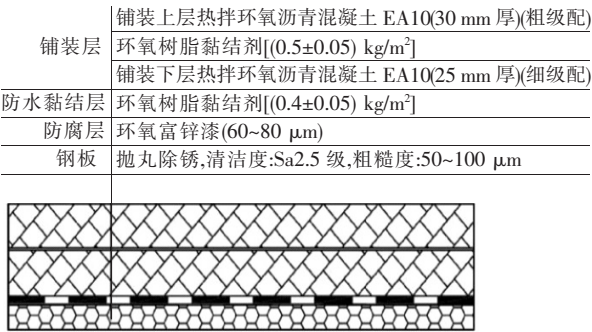 铺装上层热拌环氧沥青混凝土 EA10(30 mm 厚)(粗级配)
铺装层 环氧树脂黏结剂[(0.5±0.05) kg/m²]
铺装下层热拌环氧沥青混凝土 EA10(25 mm 厚)(细级配)
防水黏结层 环氧树脂黏结剂[(0.4±0.05) kg/m²]
防腐层 环氧富锌漆(60~80 μm)
钢板 抛丸除锈,清洁度:Sa2.5 级,粗糙度:50~100 μm